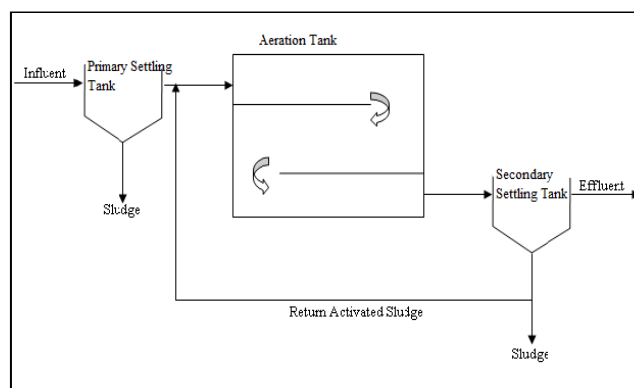 Aeration Tank
Influent
Primary Settling
Tank
Secondary
Settling Tank
Effluent
Sludge
Return Activated Sludge
Sludge